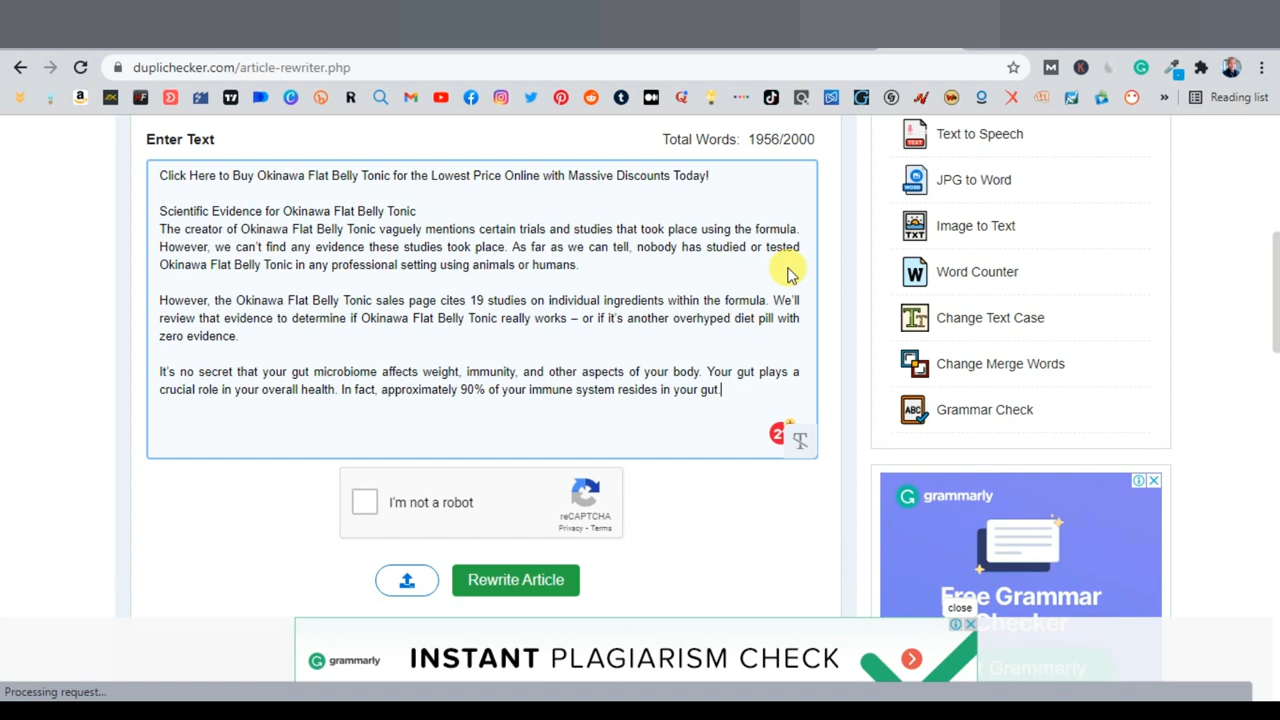 duplichecker.com/article-rewriter.php
Reading list
Enter Text
Total Words: 1956/2000
Click Here to Buy Okinawa Flat Belly Tonic for the Lowest Price Online with Massive Discounts Today!
Scientific Evidence for Okinawa Flat Belly Tonic
The creator of Okinawa Flat Belly Tonic vaguely mentions certain trials and studies that took place using the formula.
However, we can't find any evidence these studies took place. As far as we can tell, nobody has studied or tested
Okinawa Flat Belly Tonic in any professional setting using animals or humans.
However, the Okinawa Flat Belly Tonic sales page cites 19 studies on individual ingredients within the formula. We'll
review that evidence to determine if Okinawa Flat Belly Tonic really works – or if it's another overhyped diet pill with
zero evidence.
It's no secret that your gut microbiome affects weight, immunity, and other aspects of your body. Your gut plays a
crucial role in your overall health. In fact, approximately 90% of your immune system resides in your gut.
I'm not a robot
reCAPTCHA
Privacy - Terms
Rewrite Article
Text to Speech
JPG to Word
Image to Text
Word Counter
Change Text Case
Change Merge Words
Grammar Check
grammarly
Free Grammar
Checker
close
grammarly
INSTANT PLAGIARISM CHECK
Processing request...